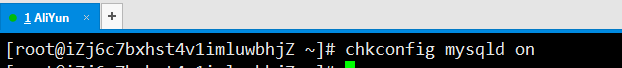 1 AliYun
[root@iZj6c7bxhst4v1imluwbhjZ ~]# chkconfig mysqld on